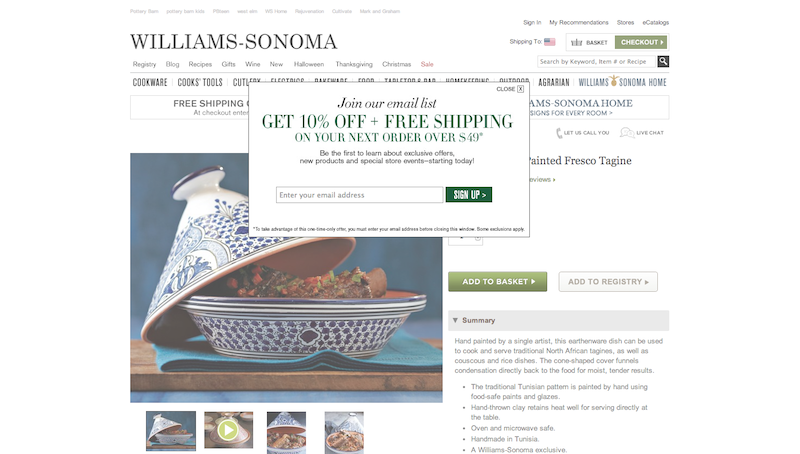 Pottery Barn pottery barn kids PBteen west elm WS Home Rejuvenation Cultivate Mark and Graham
Sign In My Recommendations Stores eCatalogs
WILLIAMS-SONOMA
Shipping To:
BASKET
CHECKOUT
Registry Blog Recipes Gifts Wine New Halloween Thanksgiving Christmas Sale
Search by Keyword, Item # or Recipe
COOKWARE COOKS' TOOLS CUTLERY ELECTRICS BAKEWARE FOOD TABLETOP & BAR HOMEKEEPING OUTDOOR AGRARIAN WILLIAMS SONOMA HOME
CLOSE X
Join our email list
GET 10% OFF + FREE SHIPPING
ON YOUR NEXT ORDER OVER $49*
Be the first to learn about exclusive offers,
new products and special store events–starting today!
Enter your email address
SIGN UP >
*To take advantage of this one-time-only offer, you must enter your email address before closing this window. Some exclusions apply.
FREE SHIPPING
At checkout enter
AMS-SONOMA HOME
SIGNS FOR EVERY ROOM >
LET US CALL YOU
LIVE CHAT
Painted Fresco Tagine
eviews
ADD TO BASKET
ADD TO REGISTRY
Summary
Hand painted by a single artist, this earthenware dish can be used
to cook and serve traditional North African tagines, as well as
couscous and rice dishes. The cone-shaped cover funnels
condensation directly back to the food for moist, tender results.
• The traditional Tunisian pattern is painted by hand using
food-safe paints and glazes.
• Hand-thrown clay retains heat well for serving directly at
the table.
• Oven and microwave safe.
• Handmade in Tunisia.
• A Williams-Sonoma exclusive.